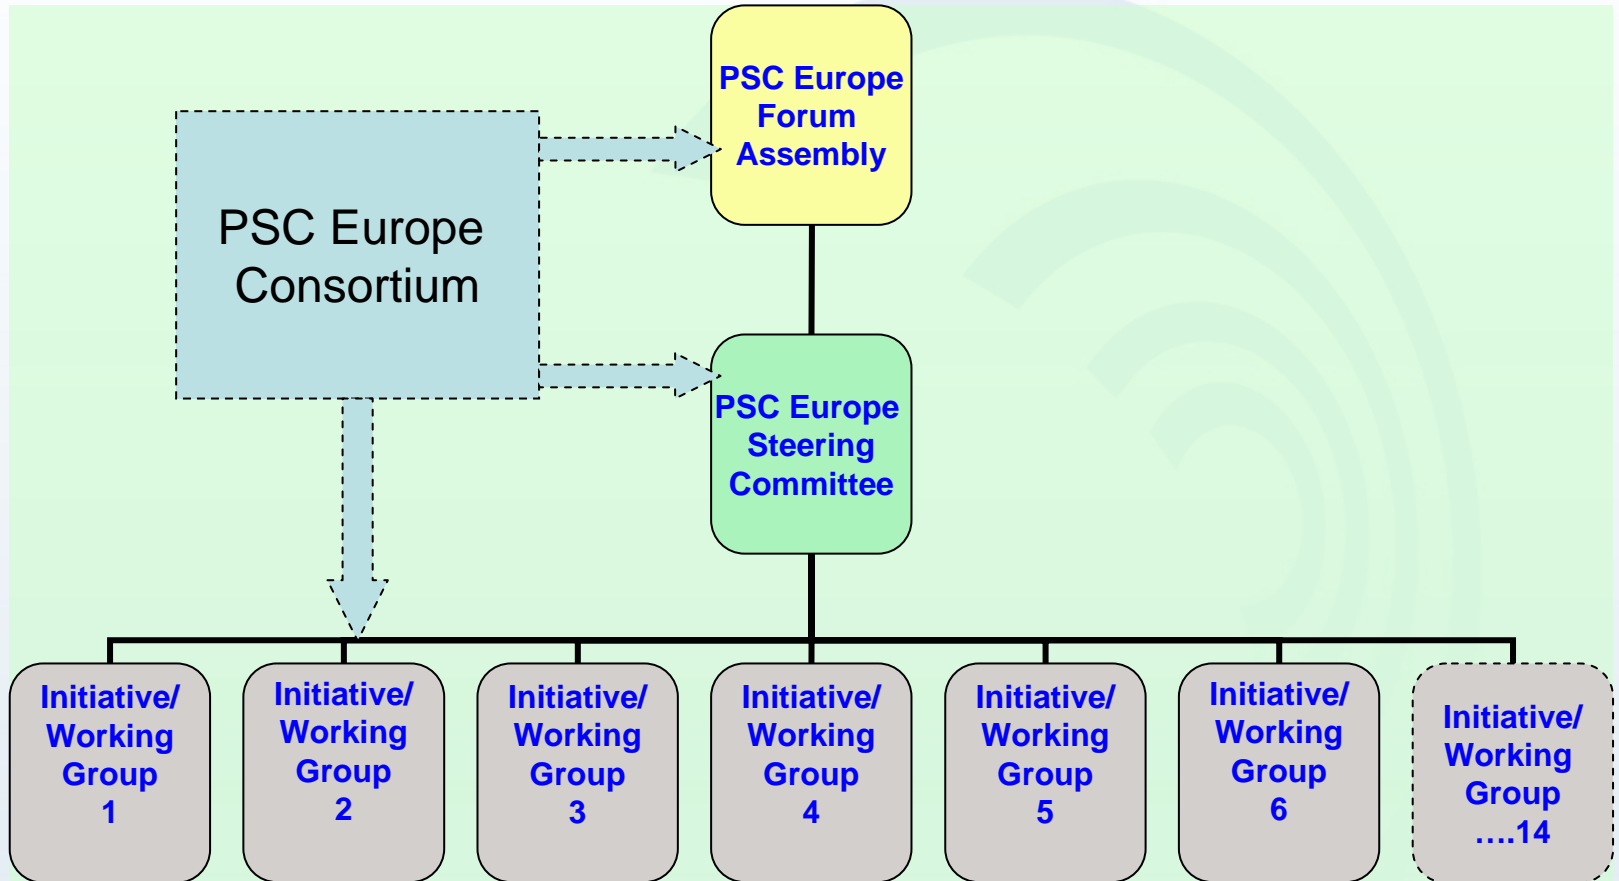 PSC Europe
Forum
Assembly
PSC Europe
Consortium
PSC Europe
Steering
Committee
Initiative/
Working
Group
1
Initiative/
Working
Group
2
Initiative/
Working
Group
3
Initiative/
Working
Group
4
Initiative/
Working
Group
5
Initiative/
Working
Group
6
Initiative/
Working
Group
….14